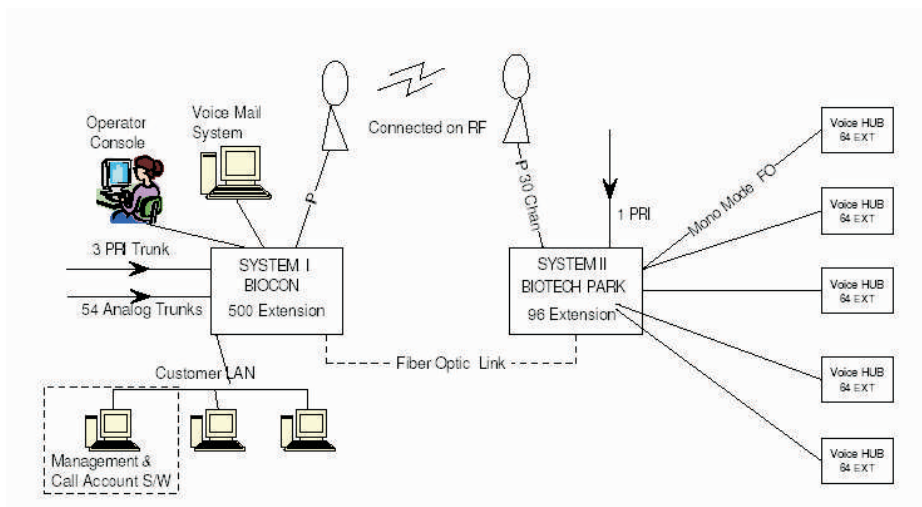 Voice Mail
System
Operator
Console
Connected on RF
P
P 30 Chan
Mono Mode FO
1 PRI
3 PRI Trunk
54 Analog Trunks
SYSTEM I
BIOCON
500 Extension
SYSTEM II
BIOTECH PARK
96 Extension
Voice HUB
64 EXT
Voice HUB
64 EXT
Voice HUB
64 EXT
Voice HUB
64 EXT
Voice HUB
64 EXT
Fiber Optic Link
Customer LAN
Management &
Call Account S/W